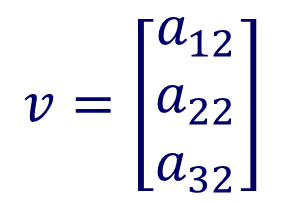 v = [a₁₂
a₂₂
a₃₂]